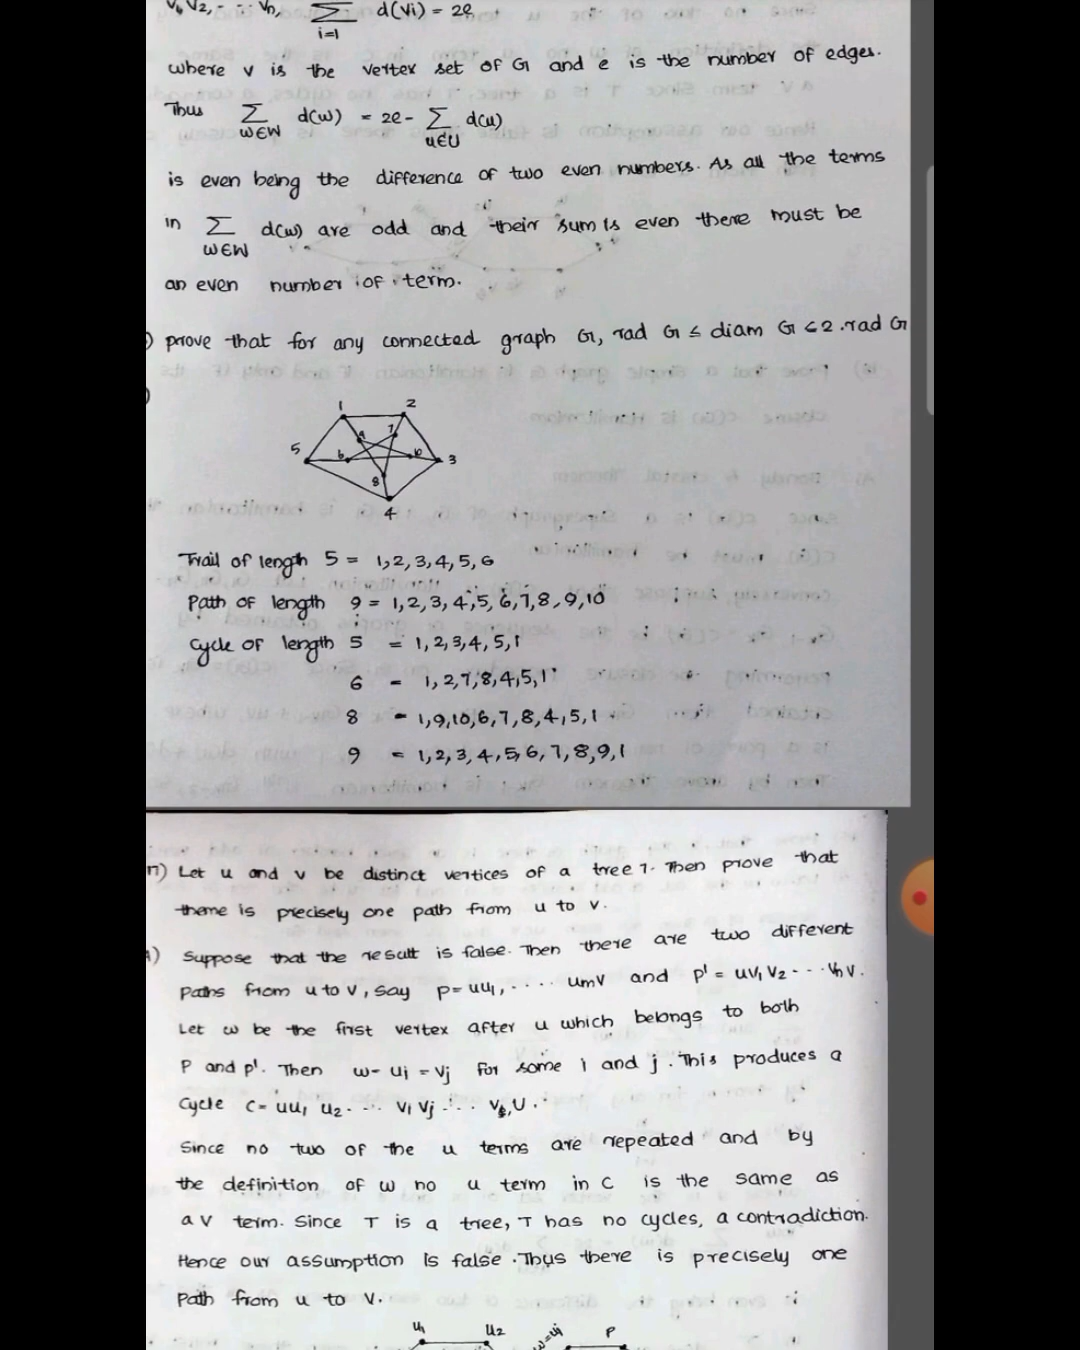 V₁, V₂, - - - Vn, Σ i=1 d(Vi) = 2e
where v is the vertex set of G and e is the number of edges.
Thus Σ w∈W d(w) = 2e - Σ u∈U d(u)
is even being the difference of two even numbers. As all the terms
in Σ w∈W d(w) are odd and their sum is even there must be
an even number of term.
) prove that for any connected graph G, rad G ≤ diam G ≤ 2.rad G
1 2
5 9 7 6 10 3
8
4
Trail of length 5 = 1,2,3,4,5,6
Path of length 9 = 1,2,3,4,5,6,7,8,9,10
cycle of length 5 = 1,2,3,4,5,1
6 = 1,2,7,8,4,5,1
8 = 1,9,10,6,7,8,4,5,1
9 = 1,2,3,4,5,6,7,8,9,1
17) Let u and v be distinct vertices of a tree T. Then prove that
there is precisely one path from u to v.
A) Suppose that the result is false. Then there are two different
paths from u to v, say p= uu₁, . . . . umv and p' = uv₁ v₂ - - - Vnv.
Let w be the first vertex after u which belongs to both
P and p'. Then w= ui = vj For some i and j. This produces a
cycle C= uu₁ u₂ . . . . Vi Vj . . . . V₁, U.
Since no two of the u terms are repeated and by
the definition of w no u term in C is the same as
a v term. Since T is a tree, T has no cycles, a contradiction.
Hence our assumption is false. Thus there is precisely one
path from u to v.
u₁ u₂ w=uj P